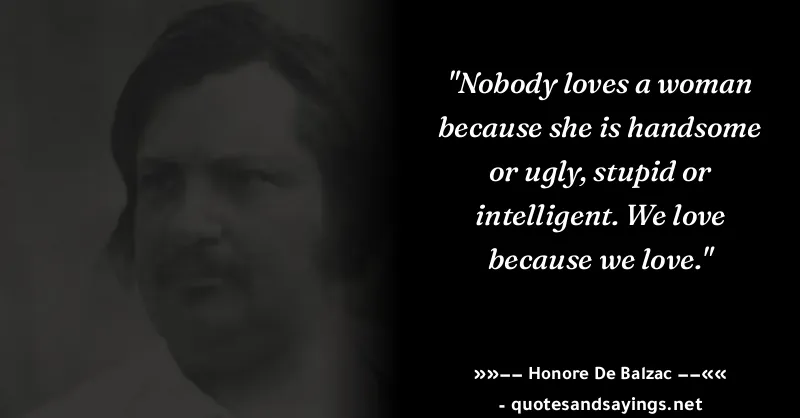 "Nobody loves a woman
because she is handsome
or ugly, stupid or
intelligent. We love
because we love."
»»–– Honore De Balzac ––««
- quotesandsayings.net